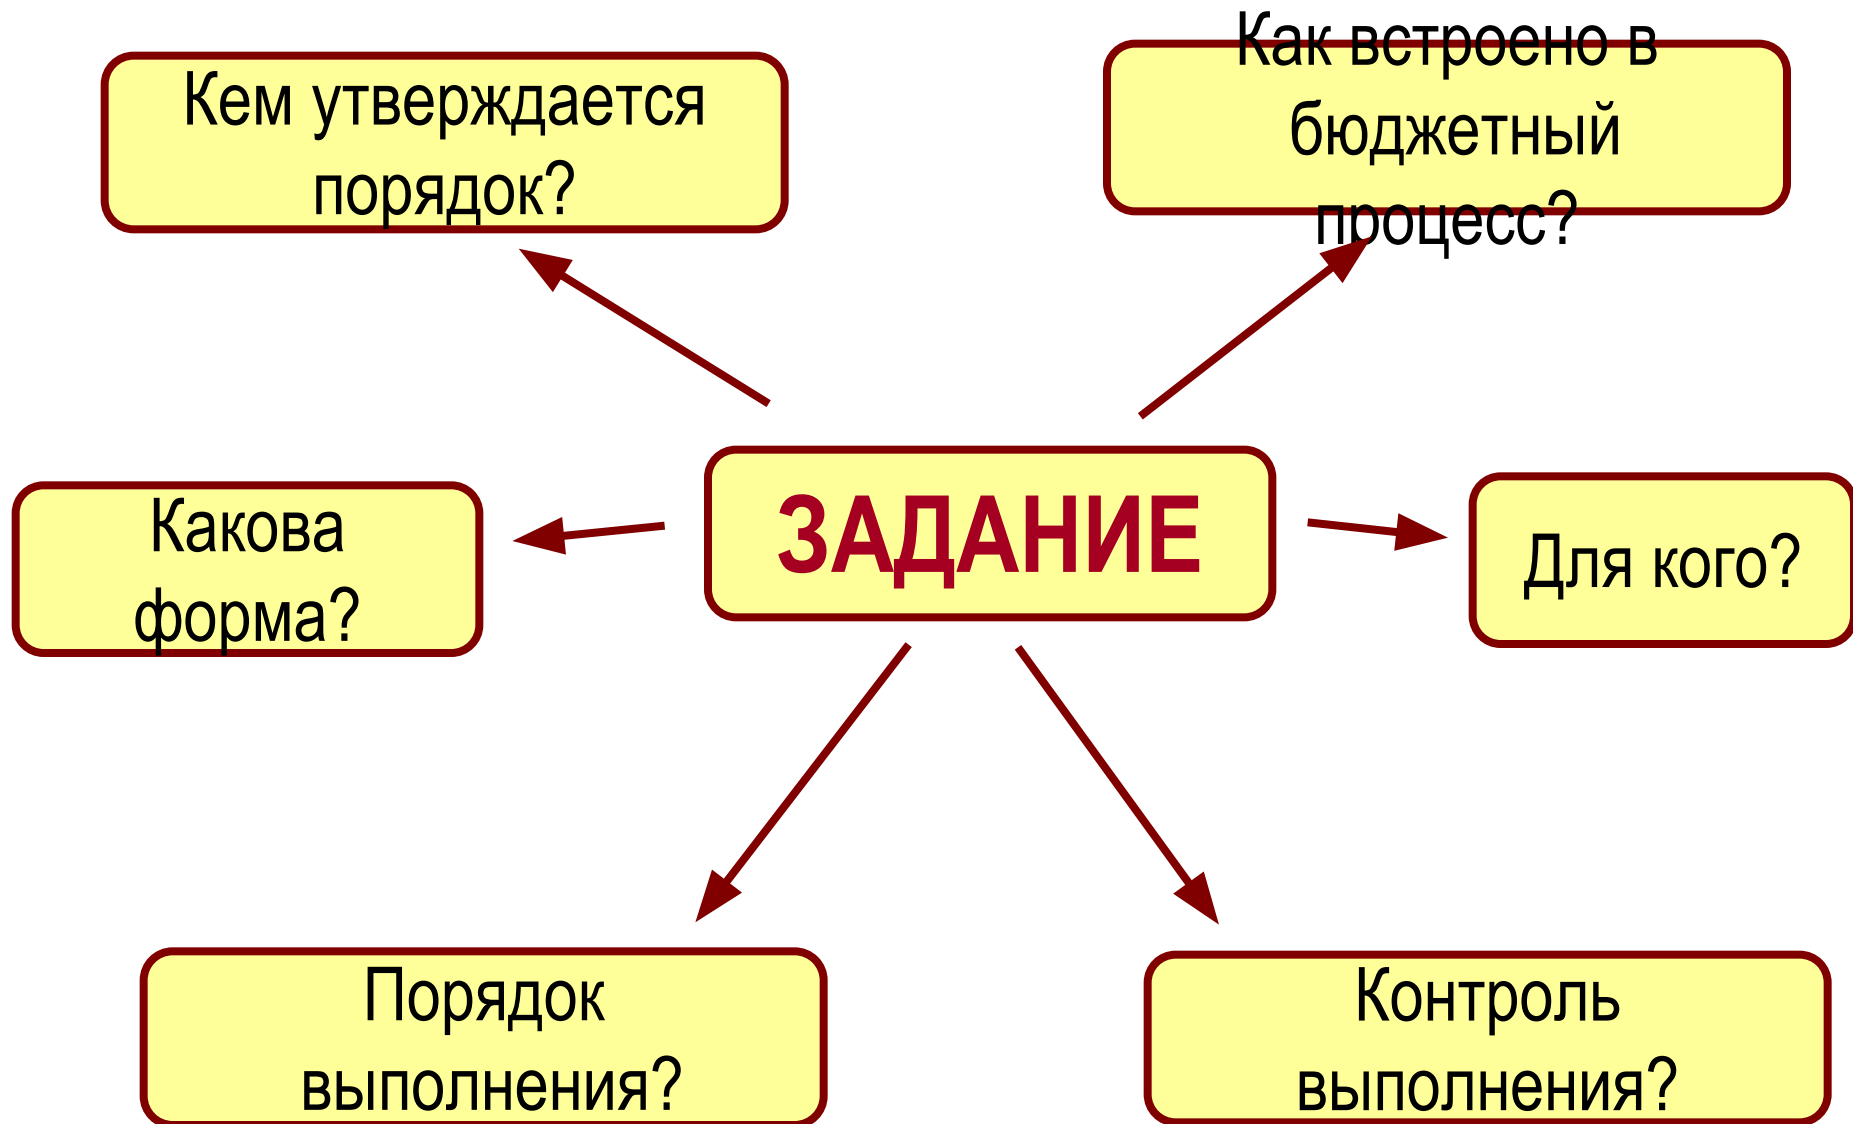 Кем утверждается
порядок?
Как встроено в
бюджетный
процесс?
Какова
форма?
ЗАДАНИЕ
Для кого?
Порядок
выполнения?
Контроль
выполнения?